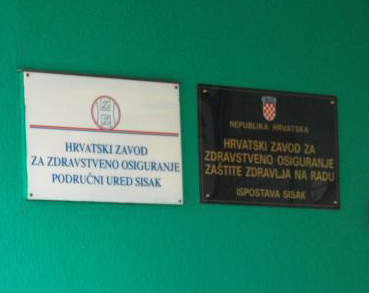 HRVATSKI ZAVOD
ZA ZDRAVSTVENO OSIGURANJE
PODRUČNI URED SISAK
REPUBLIKA HRVATSKA
HRVATSKI ZAVOD ZA
ZDRAVSTVENO OSIGURANJE
ZAŠTITE ZDRAVLJA NA RADU
ISPOSTAVA SISAK